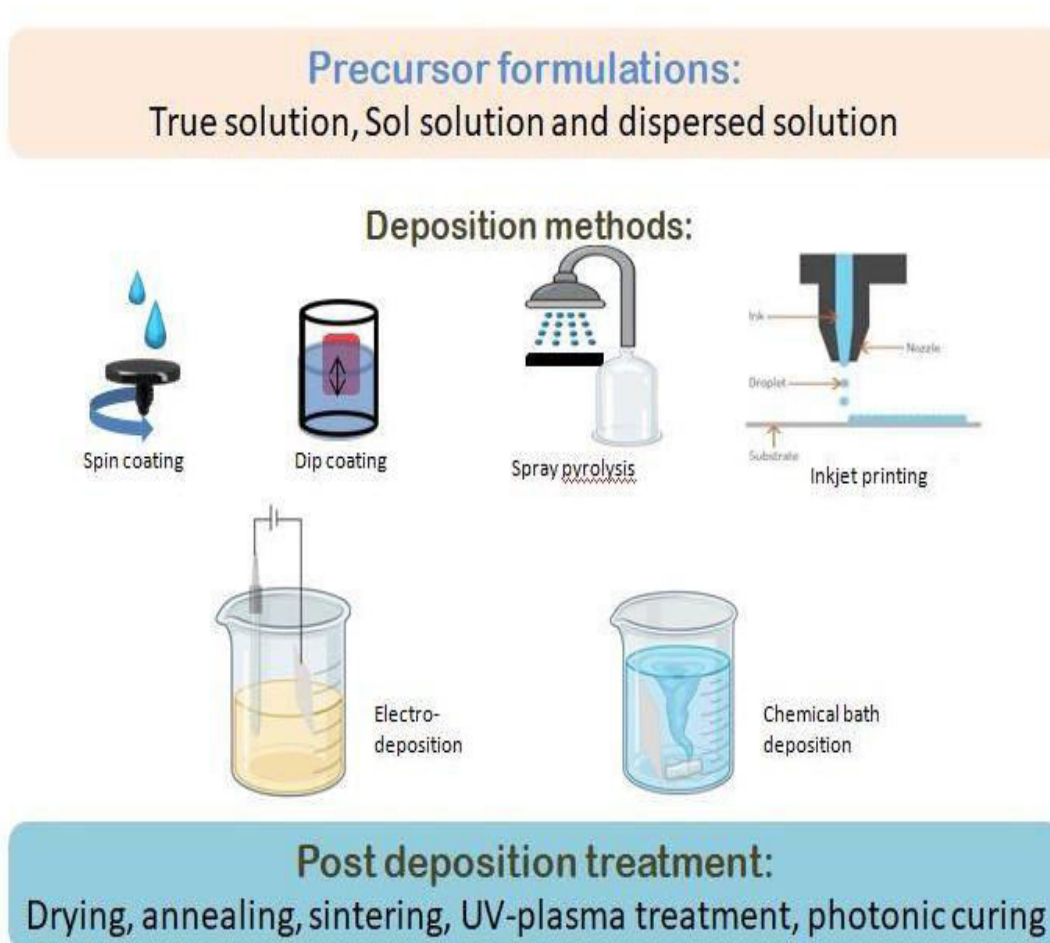 Precursor formulations:
True solution, Sol solution and dispersed solution
Deposition methods:
Spin coating
Dip coating
Spray pyrolysis
Ink
Nozzle
Droplet
Substrate
Inkjet printing
Electro-
deposition
Chemical bath
deposition
Post deposition treatment:
Drying, annealing, sintering, UV-plasma treatment, photonic curing